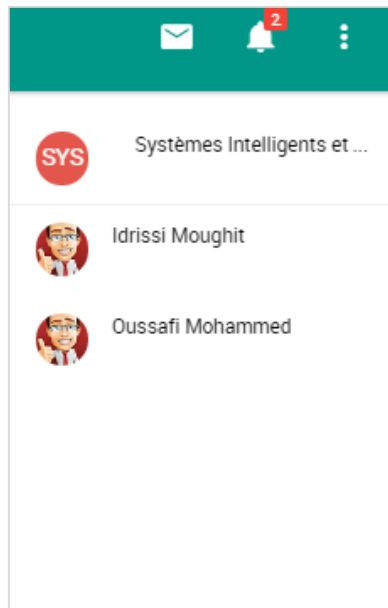 2
SYS
Systèmes Intelligents et ...
Idrissi Moughit
Oussafi Mohammed